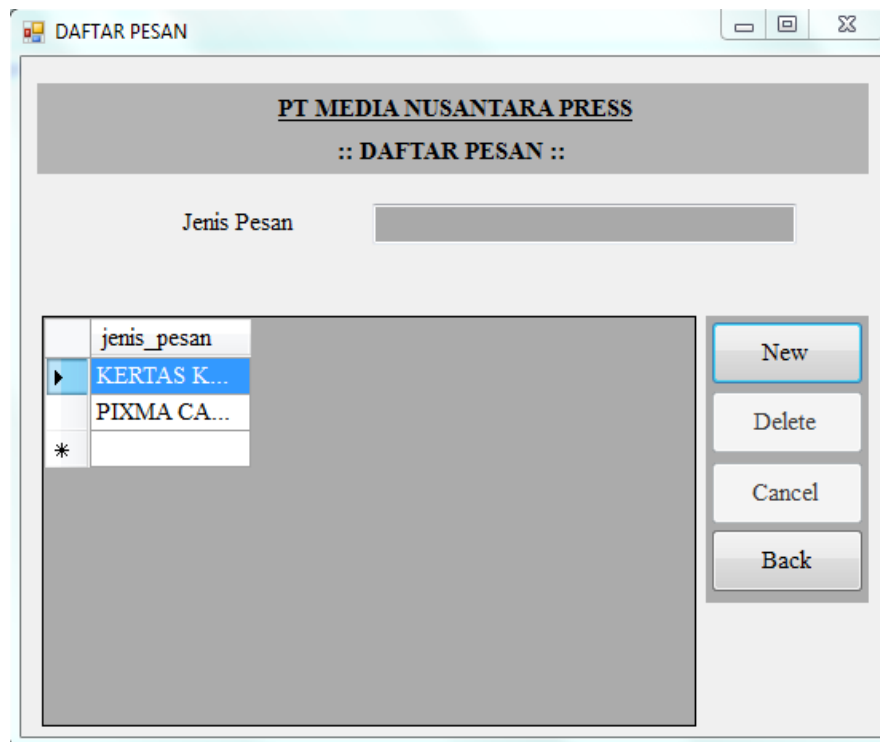 DAFTAR PESAN
PT MEDIA NUSANTARA PRESS
:: DAFTAR PESAN ::
Jenis Pesan
jenis_pesan
KERTAS K...
PIXMA CA...
New
Delete
Cancel
Back